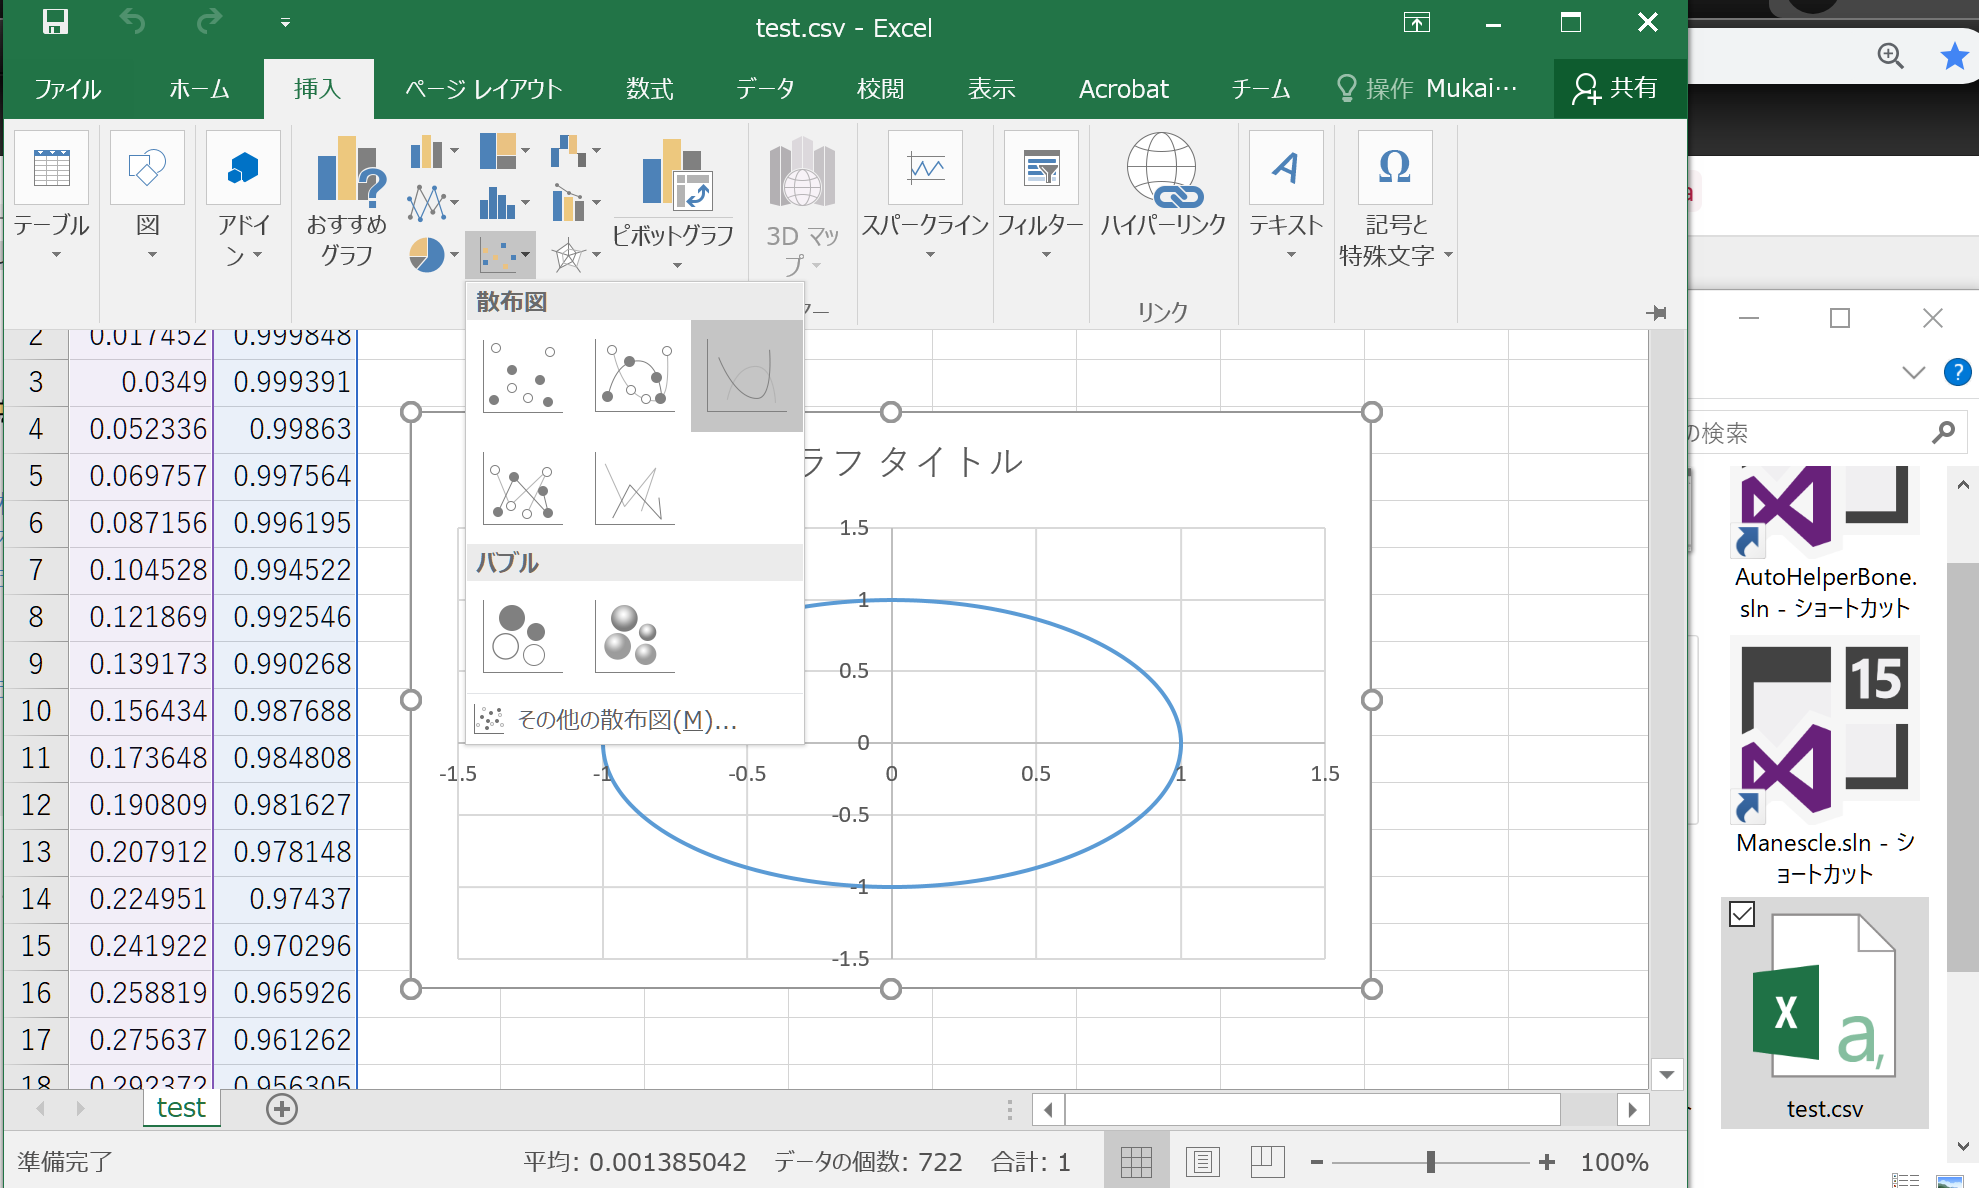 test.csv - Excel
ファイル ホーム 挿入 ページ レイアウト 数式 データ 校閲 表示 Acrobat チーム 操作 Mukai… 共有
テーブル
図
アドイ
ン
おすすめ
グラフ
ピボットグラフ
3D マッ
プ
スパークライン
フィルター
ハイパーリンク
テキスト
記号と
特殊文字
リンク
散布図
バブル
その他の散布図(M)...
2 0.017452 0.999848
3 0.0349 0.999391
4 0.052336 0.99863
5 0.069757 0.997564
6 0.087156 0.996195
7 0.104528 0.994522
8 0.121869 0.992546
9 0.139173 0.990268
10 0.156434 0.987688
11 0.173648 0.984808
12 0.190809 0.981627
13 0.207912 0.978148
14 0.224951 0.97437
15 0.241922 0.970296
16 0.258819 0.965926
17 0.275637 0.961262
18 0.292372 0.956305
ラフ タイトル
1.5
1
0.5
0
-0.5
-1
-1.5
-1.5 -1 -0.5 0 0.5 1 1.5
test
準備完了 平均: 0.001385042 データの個数: 722 合計: 1 100%
の検索
AutoHelperBone.
sln - ショートカット
15
Manescle.sln - シ
ョートカット
X a,
test.csv